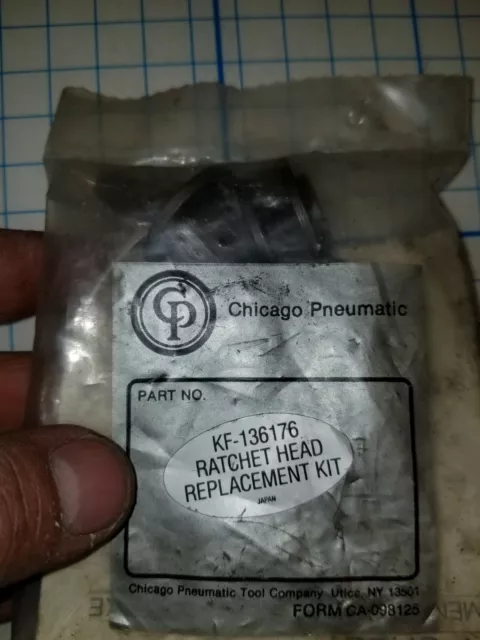 CP
Chicago Pneumatic
PART NO.
KF-136176
RATCHET HEAD
REPLACEMENT KIT
JAPAN
Chicago Pneumatic Tool Company Utica, NY 13501
FORM CA-098125